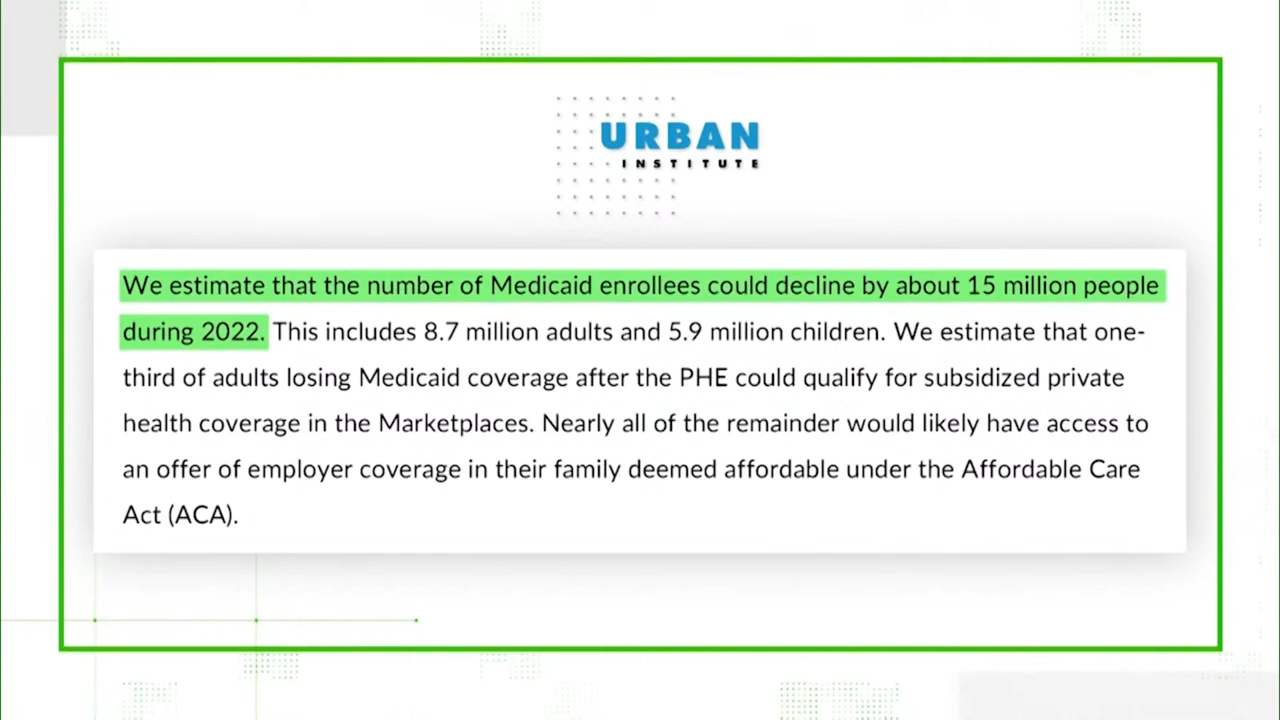 URBAN
INSTITUTE
We estimate that the number of Medicaid enrollees could decline by about 15 million people
during 2022. This includes 8.7 million adults and 5.9 million children. We estimate that one-
third of adults losing Medicaid coverage after the PHE could qualify for subsidized private
health coverage in the Marketplaces. Nearly all of the remainder would likely have access to
an offer of employer coverage in their family deemed affordable under the Affordable Care
Act (ACA).